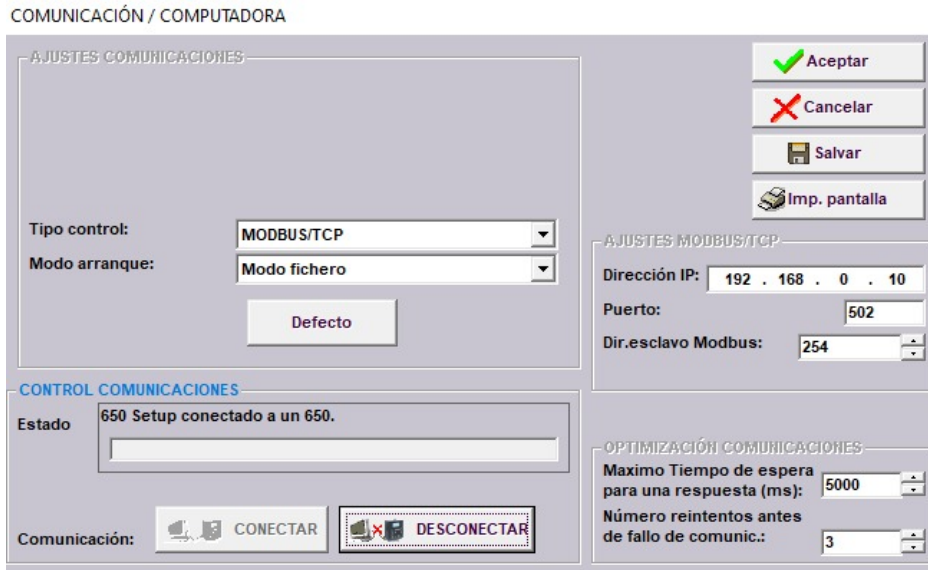 COMUNICACIÓN / COMPUTADORA
AJUSTES COMUNICACIONES
Tipo control: MODBUS/TCP
Modo arranque: Modo fichero
Defecto
Aceptar
Cancelar
Salvar
Imp. pantalla
AJUSTES MODBUS/TCP
Dirección IP: 192 . 168 . 0 . 10
Puerto: 502
Dir.esclavo Modbus: 254
CONTROL COMUNICACIONES
Estado 650 Setup conectado a un 650.
Comunicación: CONECTAR DESCONECTAR
OPTIMIZACIÓN COMUNICACIONES
Maximo Tiempo de espera
para una respuesta (ms): 5000
Número reintentos antes
de fallo de comunic.: 3